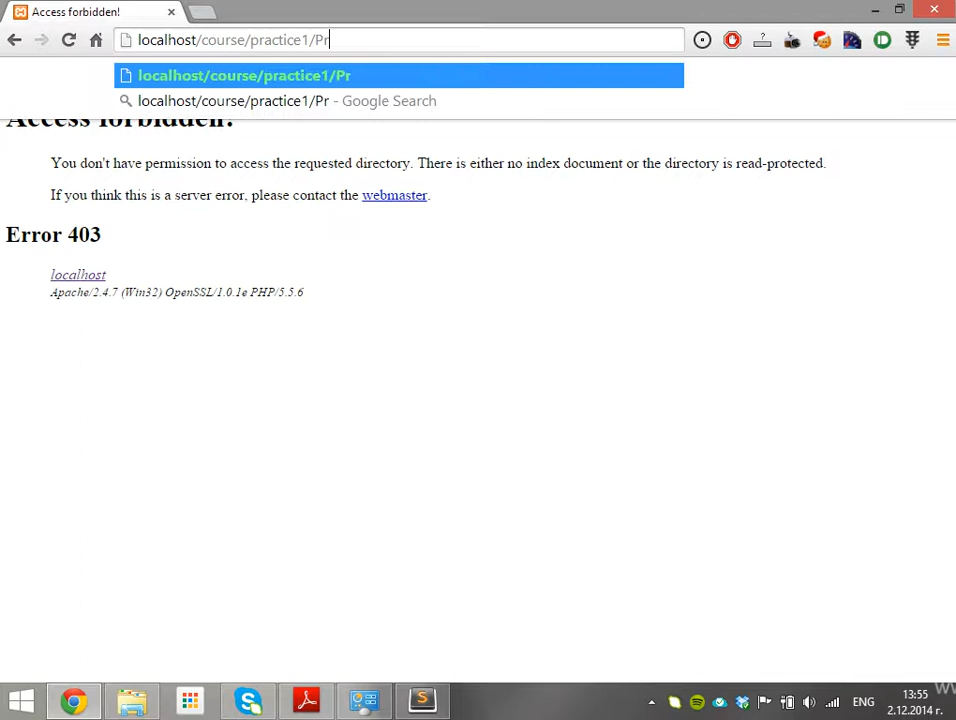 Access forbidden!
localhost/course/practice1/Pr
localhost/course/practice1/Pr
localhost/course/practice1/Pr - Google Search
Access forbidden!
You don't have permission to access the requested directory. There is either no index document or the directory is read-protected.
If you think this is a server error, please contact the webmaster.
Error 403
localhost
Apache/2.4.7 (Win32) OpenSSL/1.0.1e PHP/5.5.6
ЕНГ
13:55
2.12.2014 г.